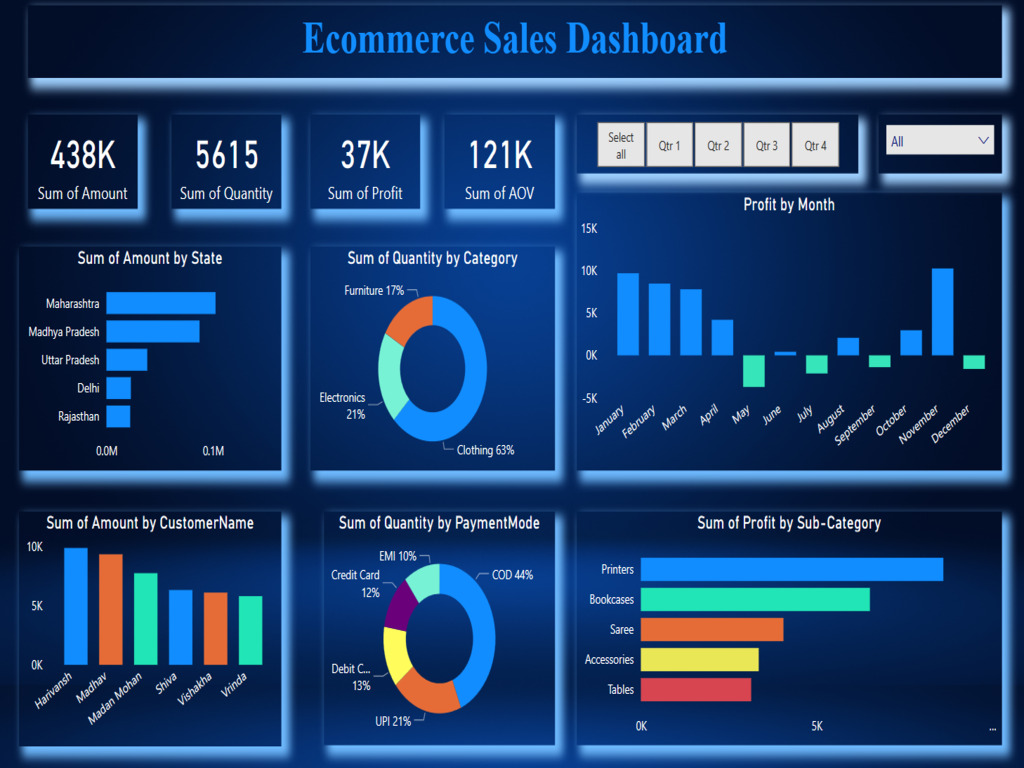 Ecommerce Sales Dashboard
438K
Sum of Amount
5615
Sum of Quantity
37K
Sum of Profit
121K
Sum of AOV
Select
all
Qtr 1
Qtr 2
Qtr 3
Qtr 4
All
Sum of Amount by State
Maharashtra
Madhya Pradesh
Uttar Pradesh
Delhi
Rajasthan
0.0M
0.1M
Sum of Quantity by Category
Furniture 17%
Electronics
21%
Clothing 63%
Profit by Month
15K
10K
5K
0K
-5K
January
February
March
April
May
June
July
August
September
October
November
December
Sum of Amount by CustomerName
10K
5K
0K
Harivansh
Madhav
Madan Mohan
Shiva
Vishakha
Vrinda
Sum of Quantity by PaymentMode
EMI 10%
COD 44%
Credit Card
12%
Debit C...
13%
UPI 21%
Sum of Profit by Sub-Category
Printers
Bookcases
Saree
Accessories
Tables
0K
5K
...